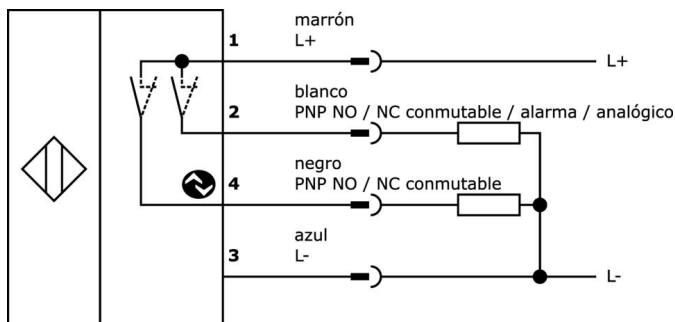 marrón
1
L+
L+
blanco
2
PNP NO / NC conmutable / alarma / analógico
negro
4
PNP NO / NC conmutable
azul
3
L-
L-